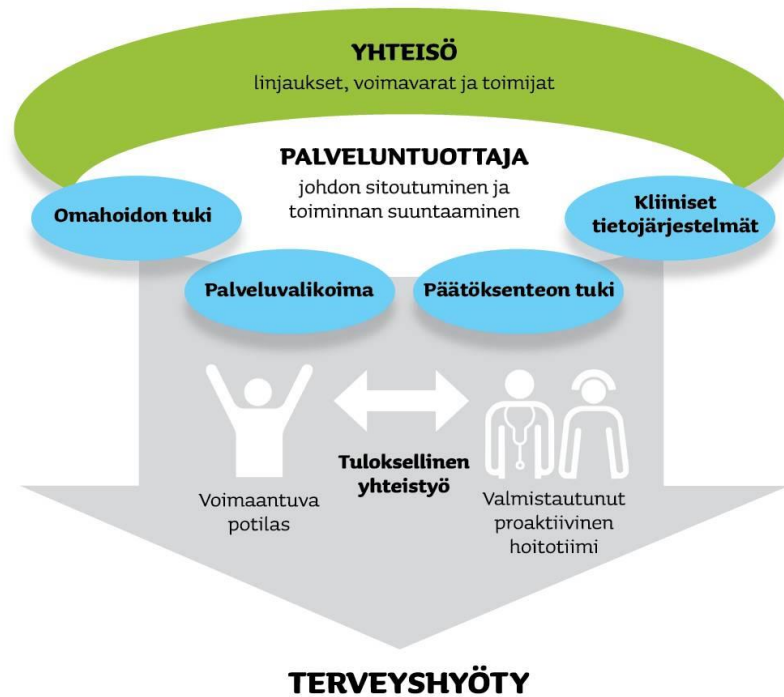 YHTEISÖ
linjaukset, voimavarat ja toimijat
PALVELUNTUOTTAJA
johdon sitoutuminen ja
toiminnan suuntaaminen
Omahoidon tuki
Kliiniset
tietojärjestelmät
Palveluvalikoima
Päätöksenteon tuki
Tuloksellinen
yhteistyö
Voimaantuva
potilas
Valmistautunut
proaktiivinen
hoitotiimi
TERVEYSHYÖTY